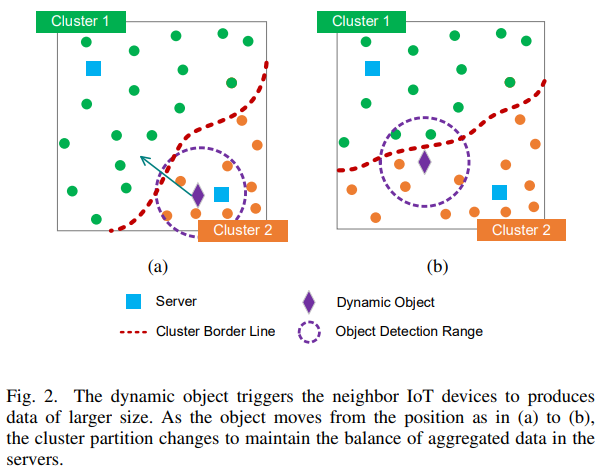 Cluster 1
Cluster 1
Cluster 2
Cluster 2
(a)
(b)
Server
Dynamic Object
Cluster Border Line
Object Detection Range
Fig. 2. The dynamic object triggers the neighbor IoT devices to produces
data of larger size. As the object moves from the position as in (a) to (b),
the cluster partition changes to maintain the balance of aggregated data in the
servers.